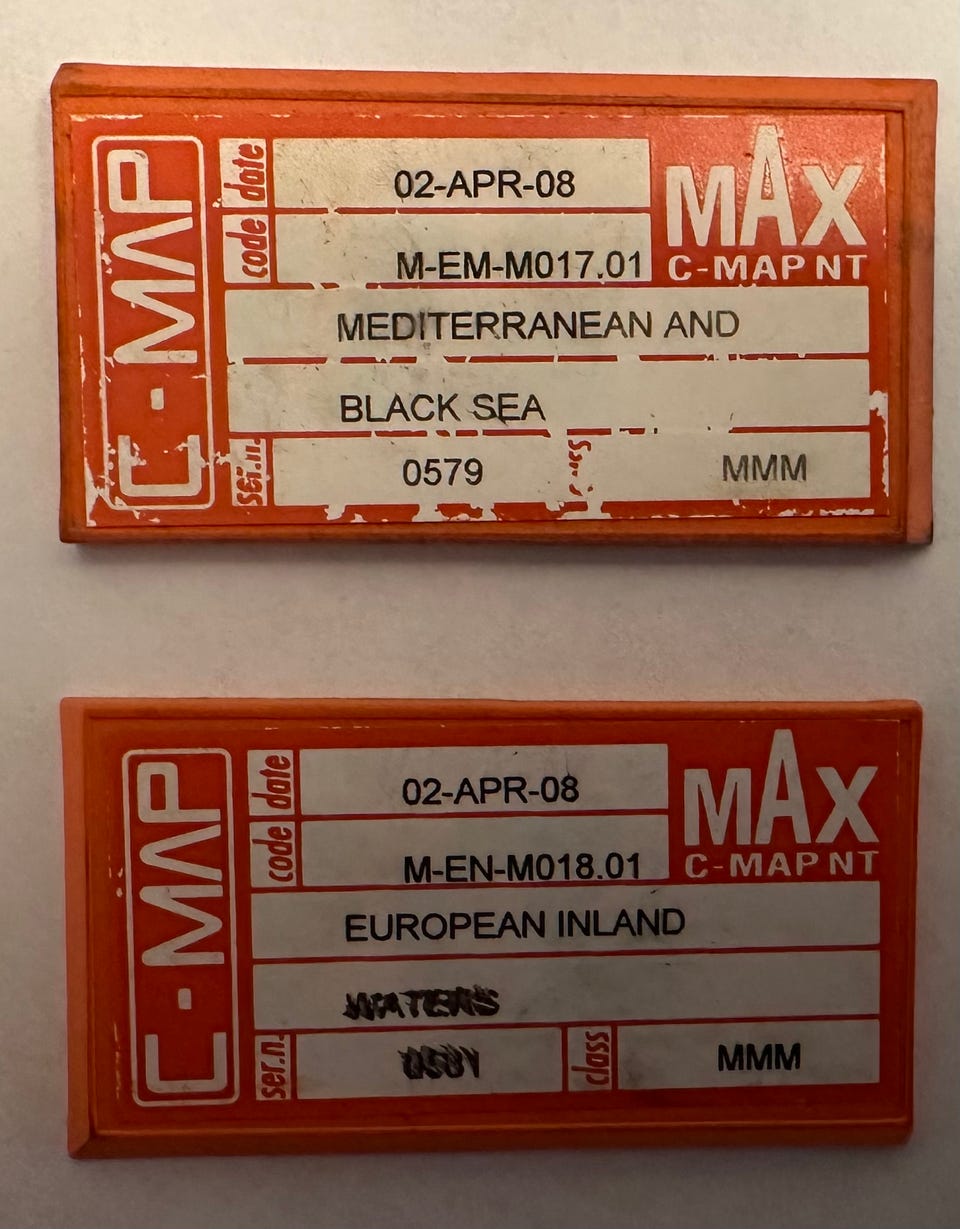 C-MAP
date 02-APR-08
code M-EM-M017.01
MAX
C-MAP NT
MEDITERRANEAN AND
BLACK SEA
ser.n. 0579
MMM
C-MAP
date 02-APR-08
code M-EN-M018.01
MAX
C-MAP NT
EUROPEAN INLAND
WATERS
ser.n.
class MMM